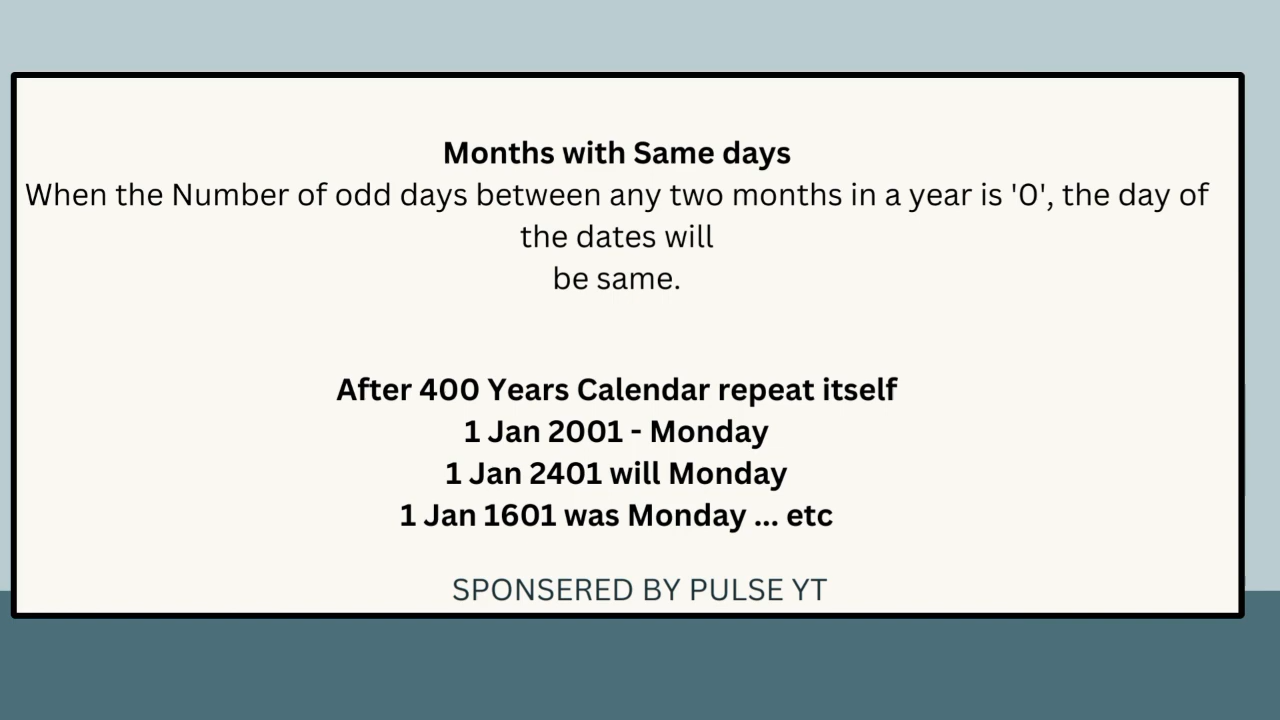 Months with Same days
When the Number of odd days between any two months in a year is '0', the day of
the dates will
be same.
After 400 Years Calendar repeat itself
1 Jan 2001 - Monday
1 Jan 2401 will Monday
1 Jan 1601 was Monday ... etc
SPONSERED BY PULSE YT